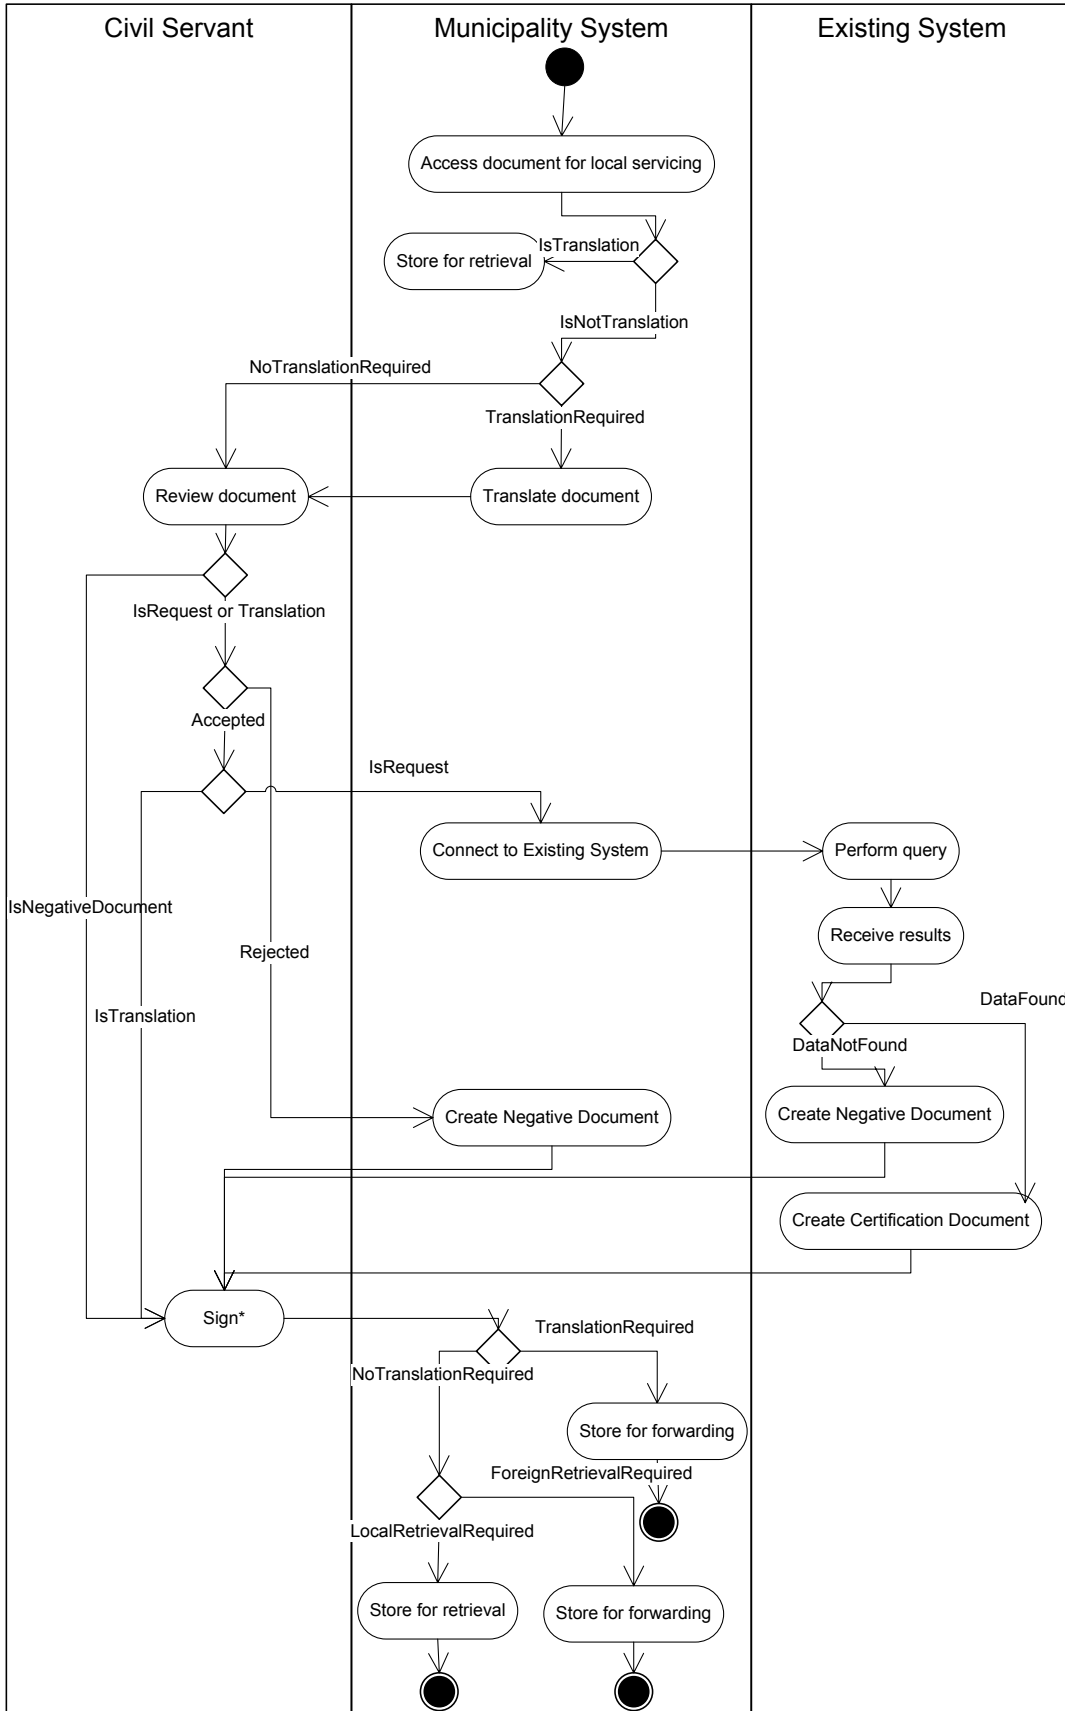 Civil Servant
Municipality System
Existing System
Access document for local servicing
IsTranslation
Store for retrieval
IsNotTranslation
NoTranslationRequired
TranslationRequired
Review document
Translate document
IsRequest or Translation
Accepted
IsRequest
Connect to Existing System
Perform query
IsNegativeDocument
Receive results
Rejected
DataFound
IsTranslation
DataNotFound
Create Negative Document
Create Negative Document
Create Certification Document
Sign*
TranslationRequired
NoTranslationRequired
Store for forwarding
ForeignRetrievalRequired
LocalRetrievalRequired
Store for retrieval
Store for forwarding